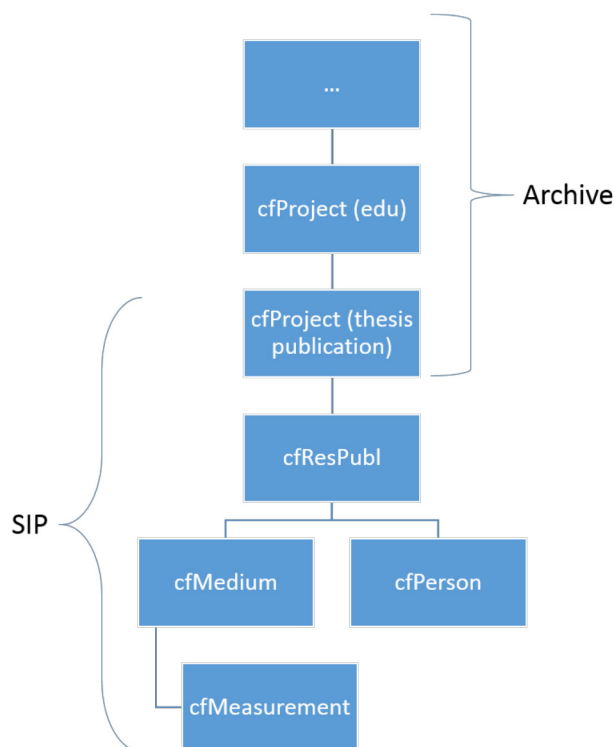 ...
cfProject (edu)
Archive
cfProject (thesis
publication)
cfResPubl
SIP
cfMedium
cfPerson
cfMeasurement